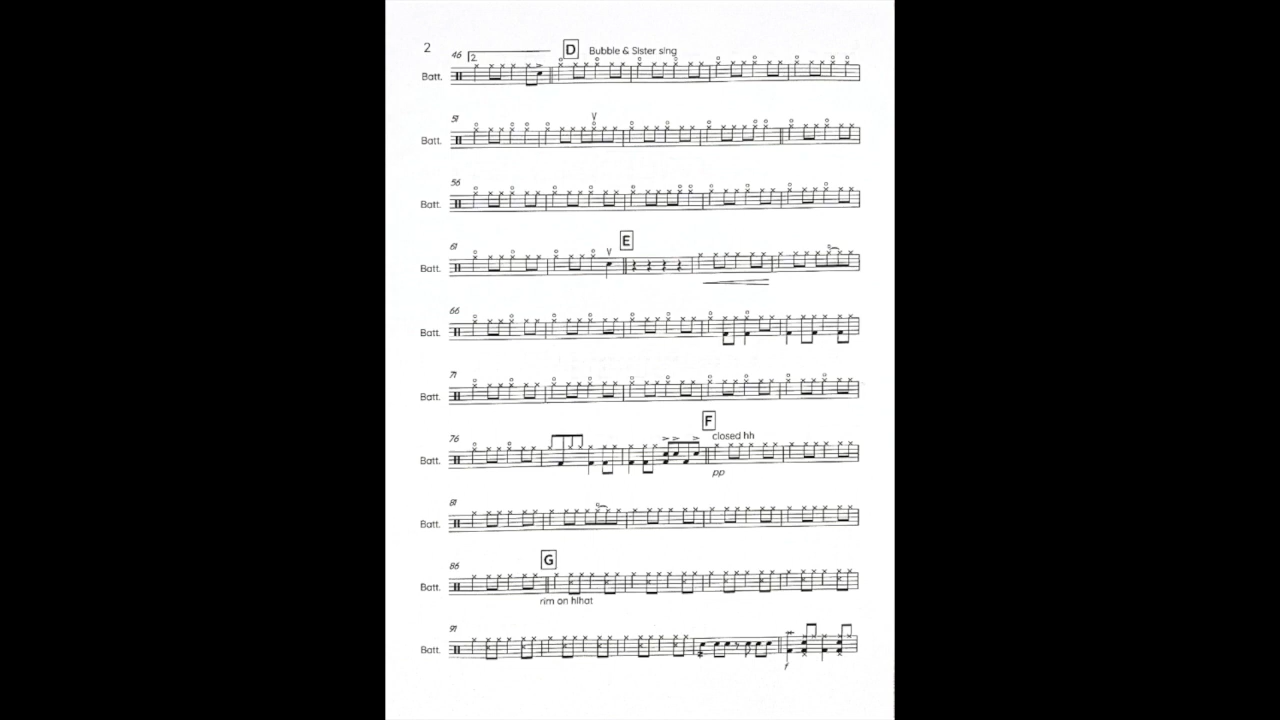 2
46 2. D Bubble & Sister sing
Batt.
51
Batt.
56
Batt.
61 E
Batt.
66
Batt.
71
Batt.
F
76 closed hh
Batt.
pp
81
Batt.
86 G
Batt.
rim on hihat
91
Batt.
f